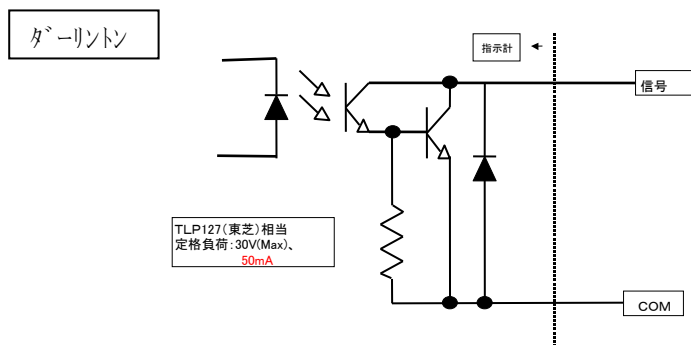 ダーリントン
指示計
信号
TLP127(東芝)相当
定格負荷:30V(Max)、
50mA
COM